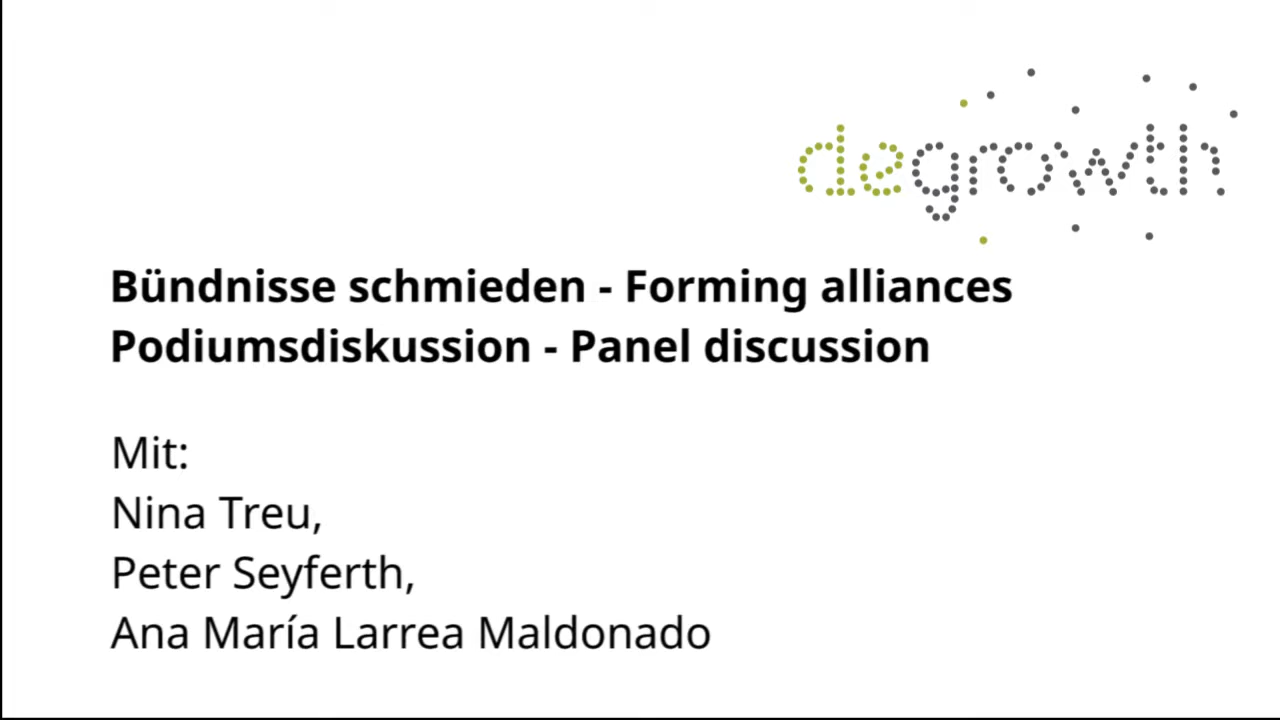 degrowth
Bündnisse schmieden - Forming alliances
Podiumsdiskussion - Panel discussion
Mit:
Nina Treu,
Peter Seyferth,
Ana María Larrea Maldonado